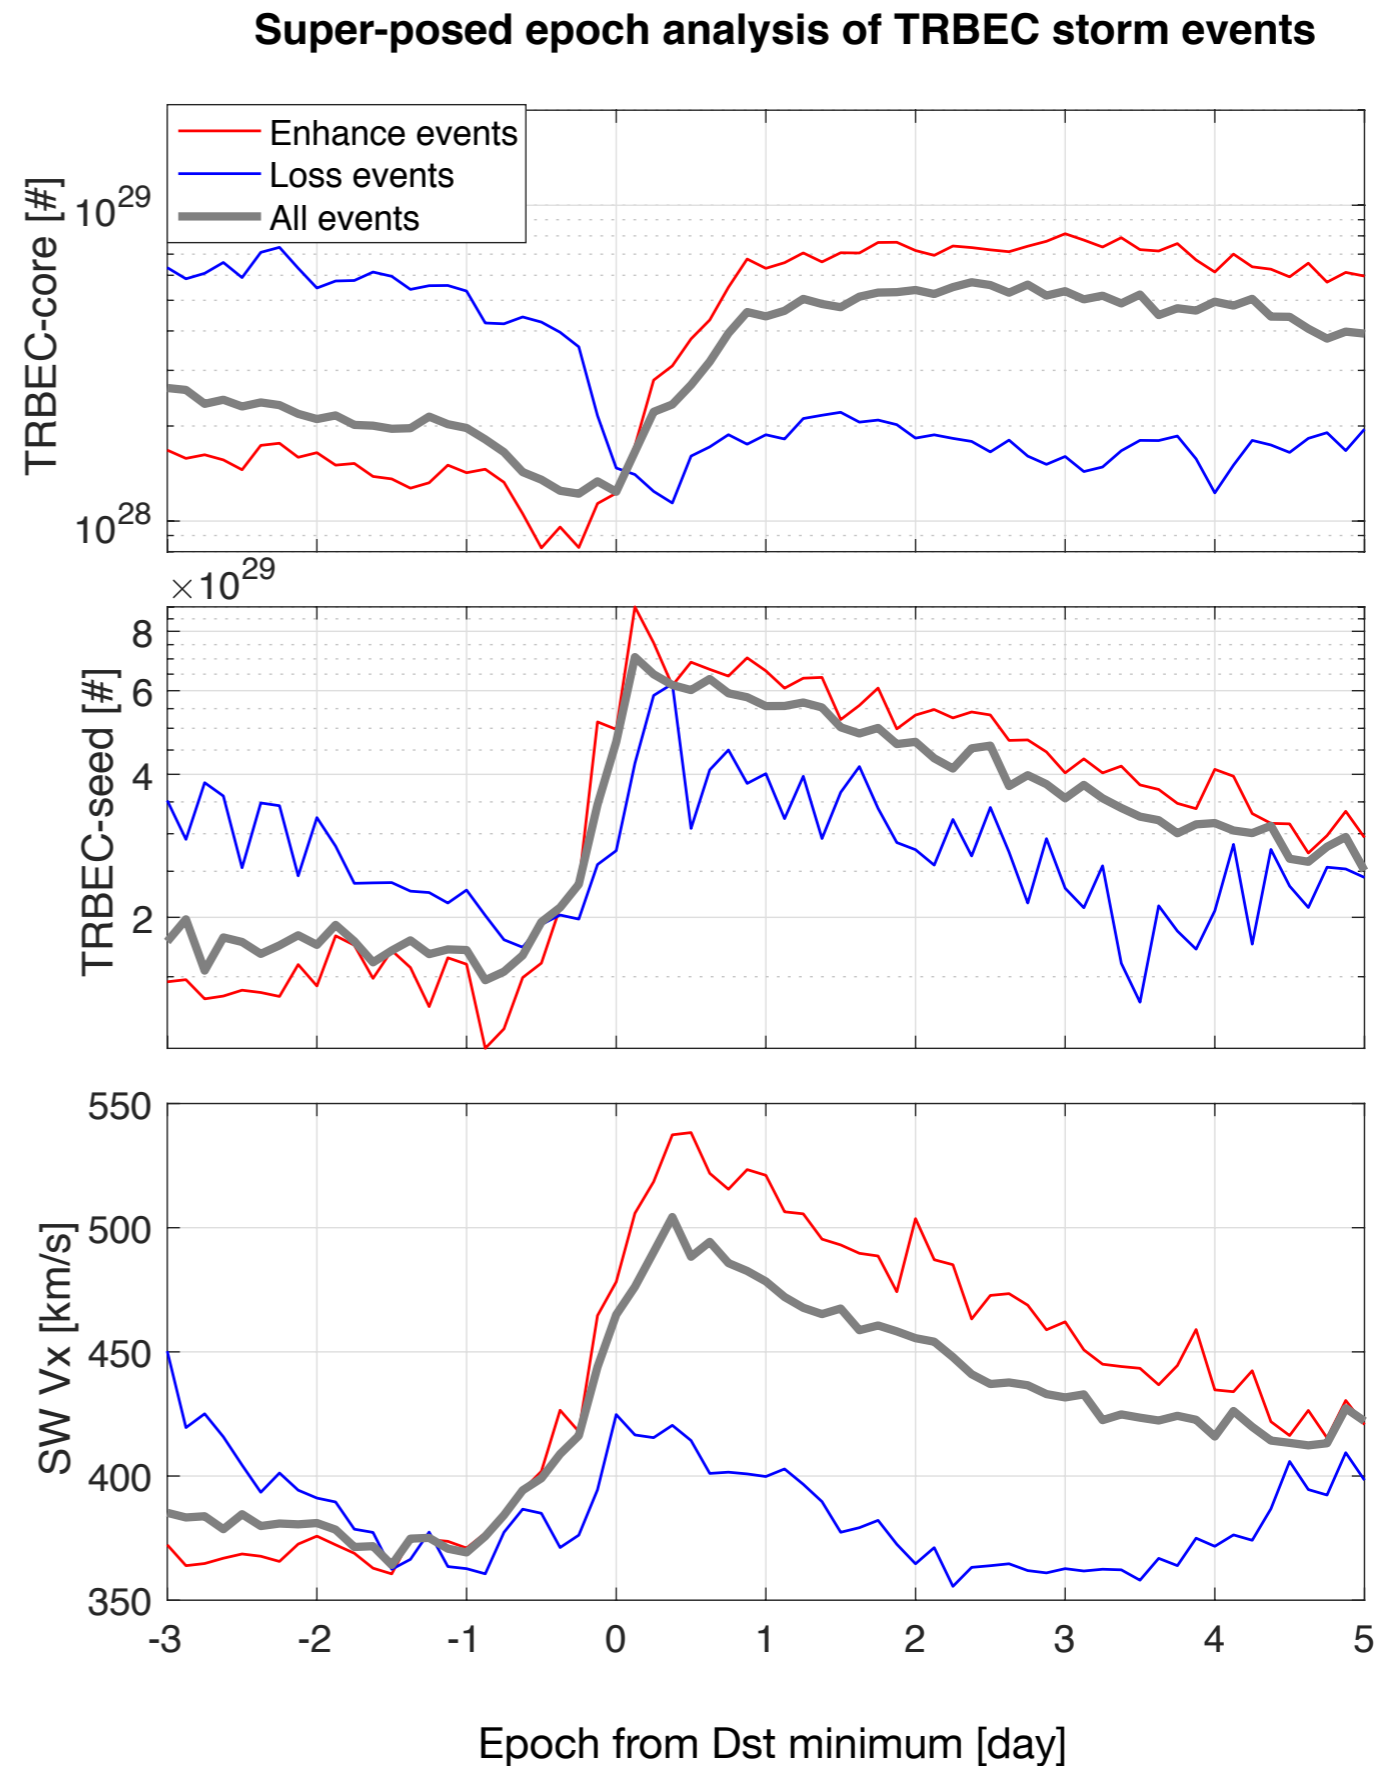 Super-posed epoch analysis of TRBEC storm events
Enhance events
Loss events
All events
TRBEC-core [#]
10^29
10^28
×10^29
TRBEC-seed [#]
8
6
4
2
SW Vx [km/s]
550
500
450
400
350
-3 -2 -1 0 1 2 3 4 5
Epoch from Dst minimum [day]